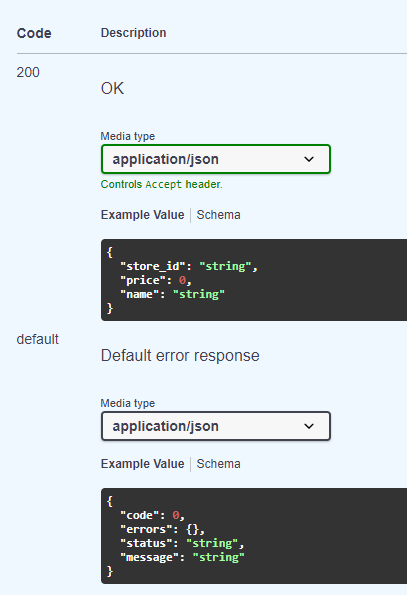 Code Description
200
OK
Media type
application/json
Controls Accept header.
Example Value Schema
{
"store_id": "string",
"price": 0,
"name": "string"
}
default
Default error response
Media type
application/json
Example Value Schema
{
"code": 0,
"errors": {},
"status": "string",
"message": "string"
}